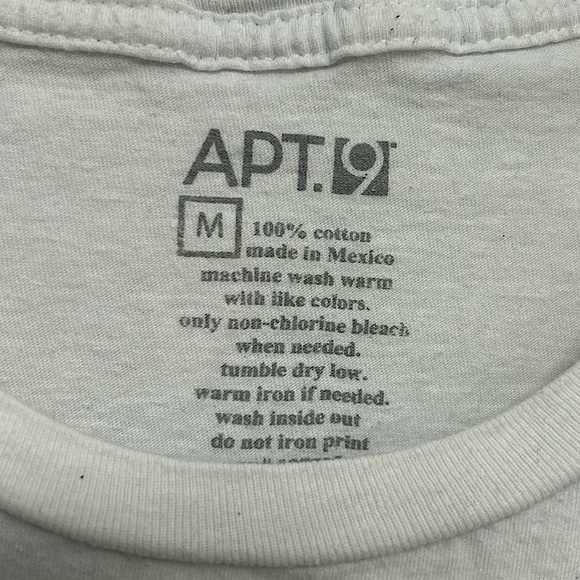 APT.9
M
100% cotton
made in Mexico
machine wash warm
with like colors.
only non-chlorine bleach
when needed.
tumble dry low.
warm iron if needed.
wash inside out
do not iron print